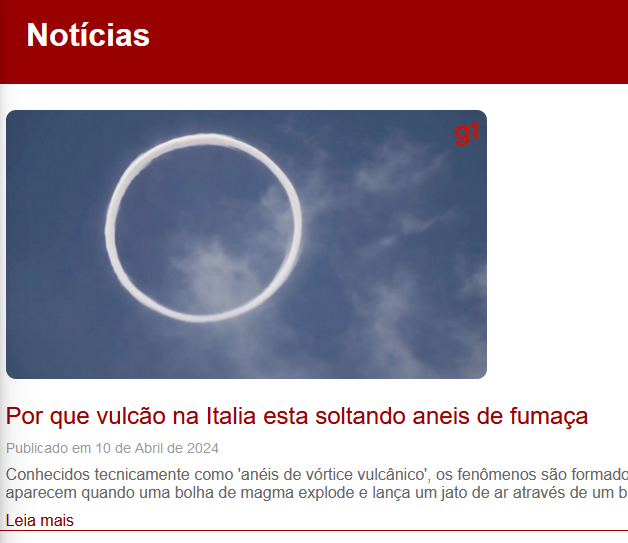 Notícias
g1
Por que vulcão na Italia esta soltando aneis de fumaça
Publicado em 10 de Abril de 2024
Conhecidos tecnicamente como 'anéis de vórtice vulcânico', os fenômenos são formado
aparecem quando uma bolha de magma explode e lança um jato de ar através de um b
Leia mais